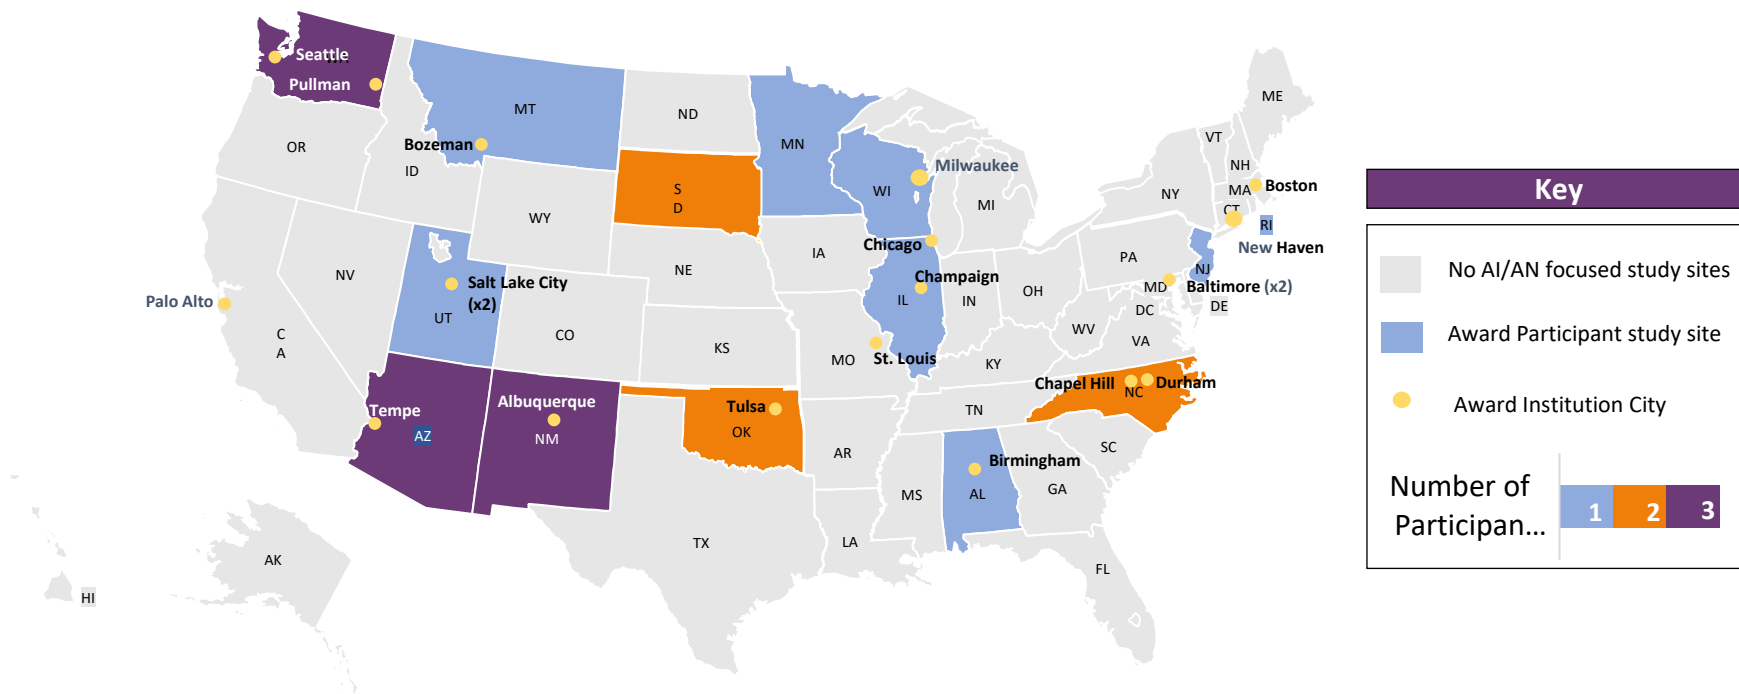 Seattle
Pullman
MT
ND
ME
OR
Bozeman
ID
MN
VT
NH
Milwaukee
WI
S
D
MA
Boston
NY
MI
CT
RI
WY
IA
Chicago
New Haven
PA
NV
NE
Salt Lake City
(x2)
Champaign
IL
IN
OH
NJ
MD
Baltimore (x2)
DE
DC
Palo Alto
UT
CO
KS
MO
St. Louis
WV
VA
KY
C
A
Tempe
AZ
Albuquerque
NM
Tulsa
OK
Chapel Hill
Durham
NC
TN
AR
SC
Birmingham
AL
MS
GA
TX
LA
FL
AK
HI
Key
No AI/AN focused study sites
Award Participant study site
Award Institution City
Number of
Participan...
1 2 3